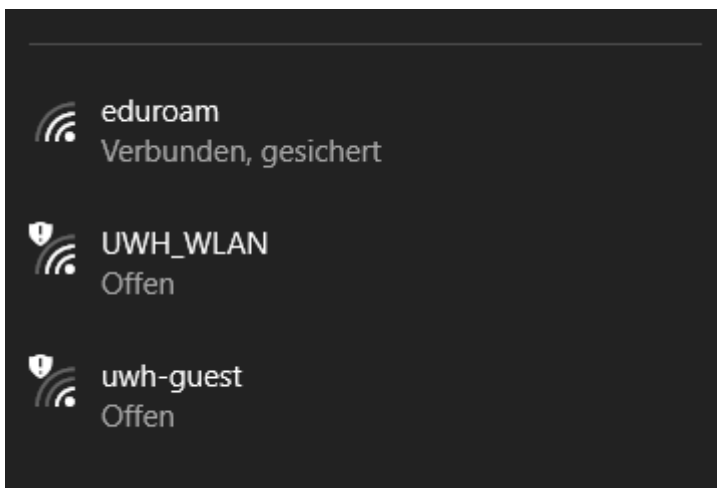 eduroam
Verbunden, gesichert
UWH_WLAN
Offen
uwh-guest
Offen